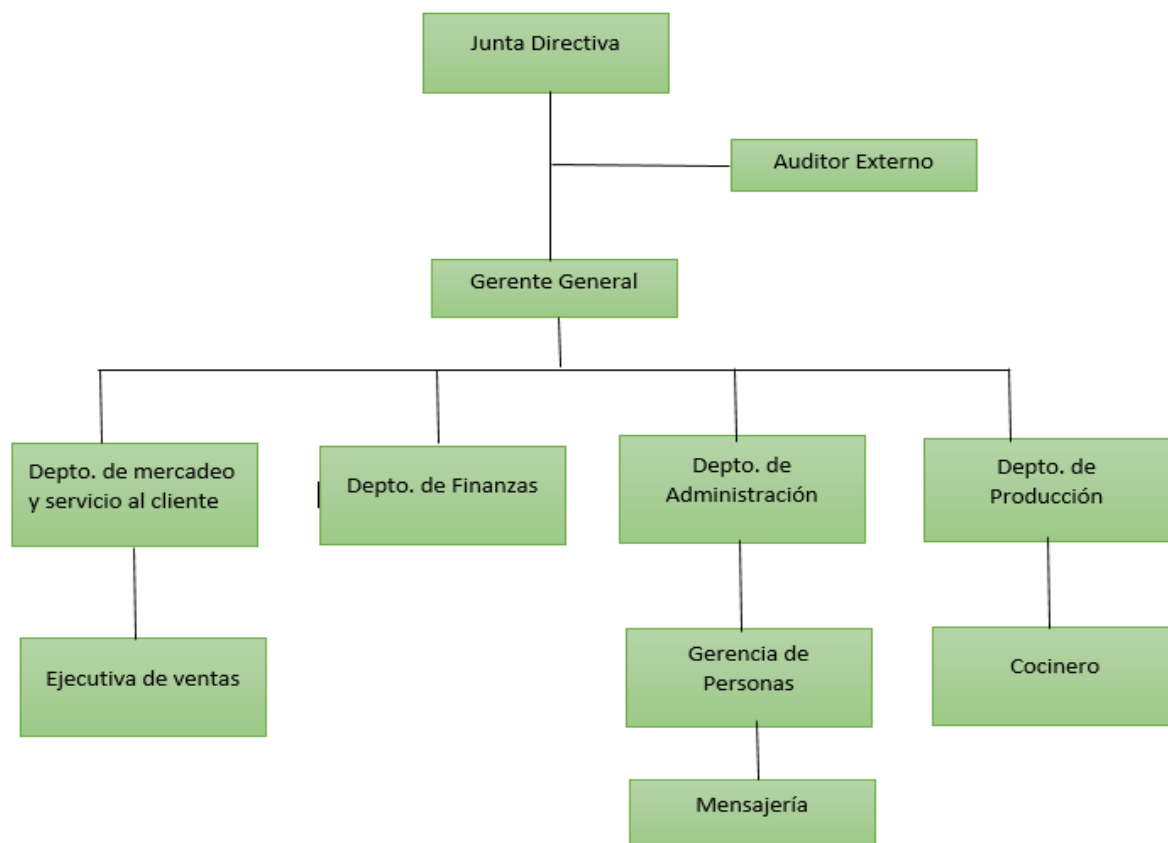 Junta Directiva
Auditor Externo
Gerente General
Depto. de mercadeo
y servicio al cliente
Depto. de Finanzas
Depto. de
Administración
Depto. de
Producción
Ejecutiva de ventas
Gerencia de
Personas
Cocinero
Mensajería